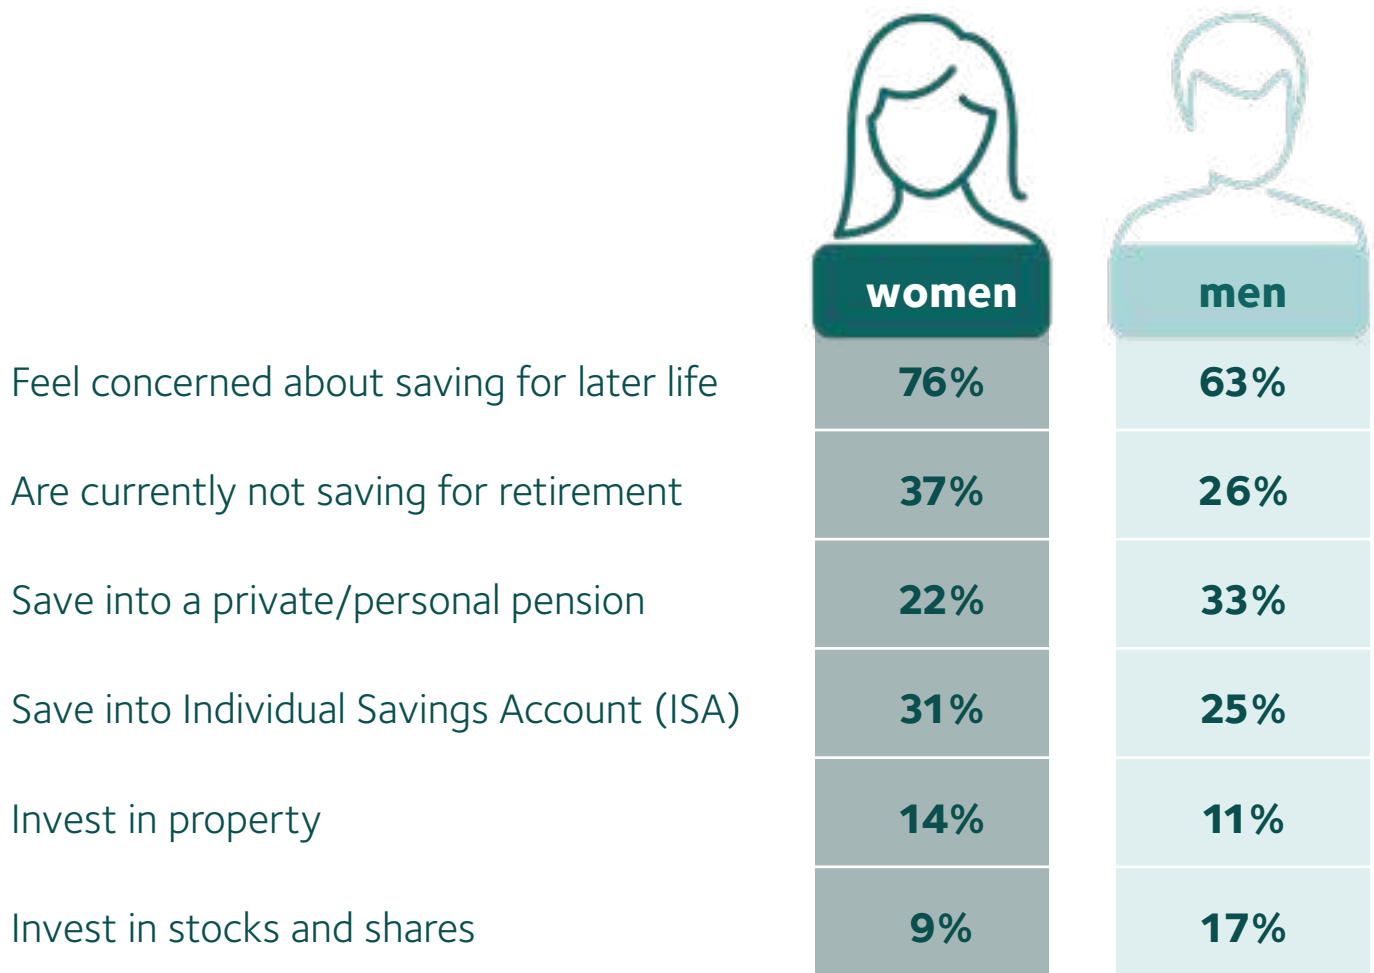 women men
Feel concerned about saving for later life 76% 63%
Are currently not saving for retirement 37% 26%
Save into a private/personal pension 22% 33%
Save into Individual Savings Account (ISA) 31% 25%
Invest in property 14% 11%
Invest in stocks and shares 9% 17%